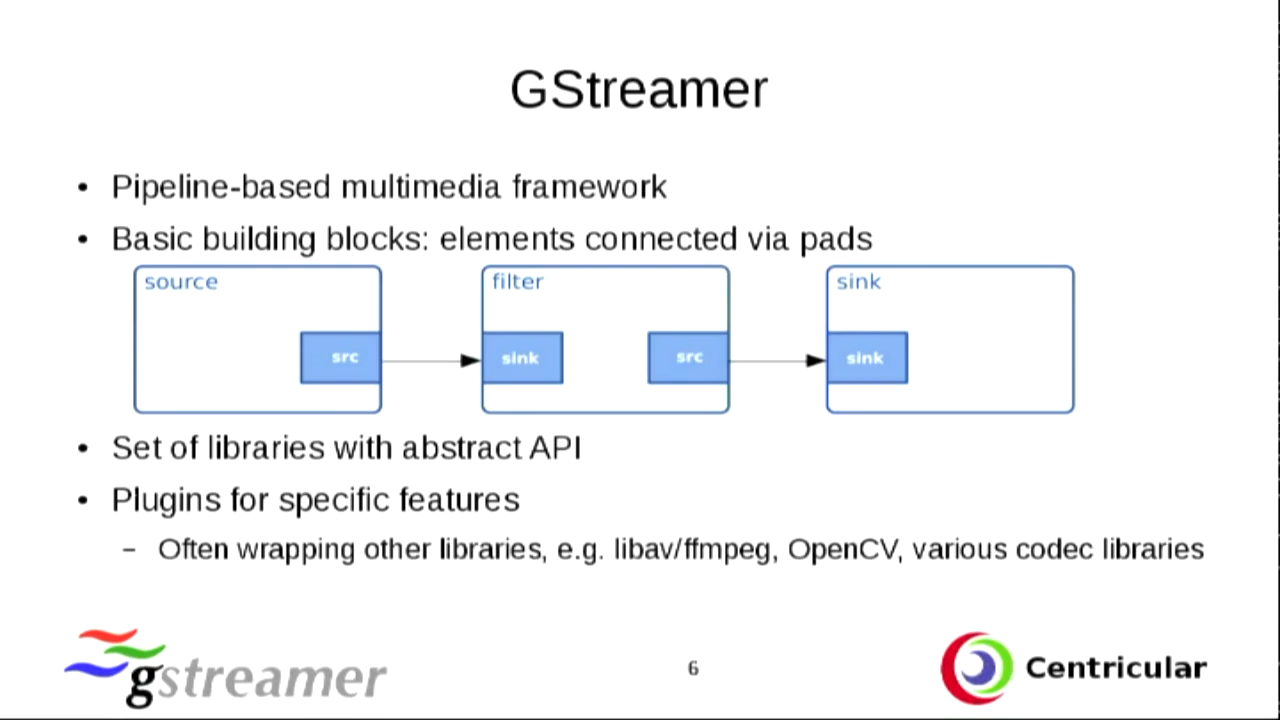 GStreamer
• Pipeline-based multimedia framework
• Basic building blocks: elements connected via pads
source filter sink
src sink src sink
• Set of libraries with abstract API
• Plugins for specific features
– Often wrapping other libraries, e.g. libav/ffmpeg, OpenCV, various codec libraries
gstreamer 6 Centricular